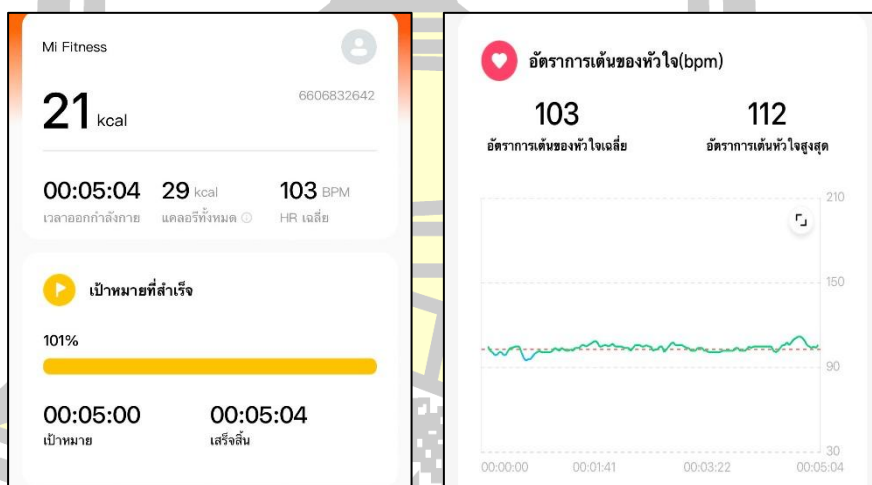 Mi Fitness
21 kcal
6606832642
00:05:04 29 kcal 103 BPM
เวลาออกกำลังกาย แคลอรีทั้งหมด HR เฉลี่ย
เป้าหมายที่สำเร็จ
101%
00:05:00 00:05:04
เป้าหมาย เสร็จสิ้น
อัตราการเต้นของหัวใจ(bpm)
103 112
อัตราการเต้นของหัวใจเฉลี่ย อัตราการเต้นหัวใจสูงสุด
210
150
90
30
00:00:00 00:01:41 00:03:22 00:05:04